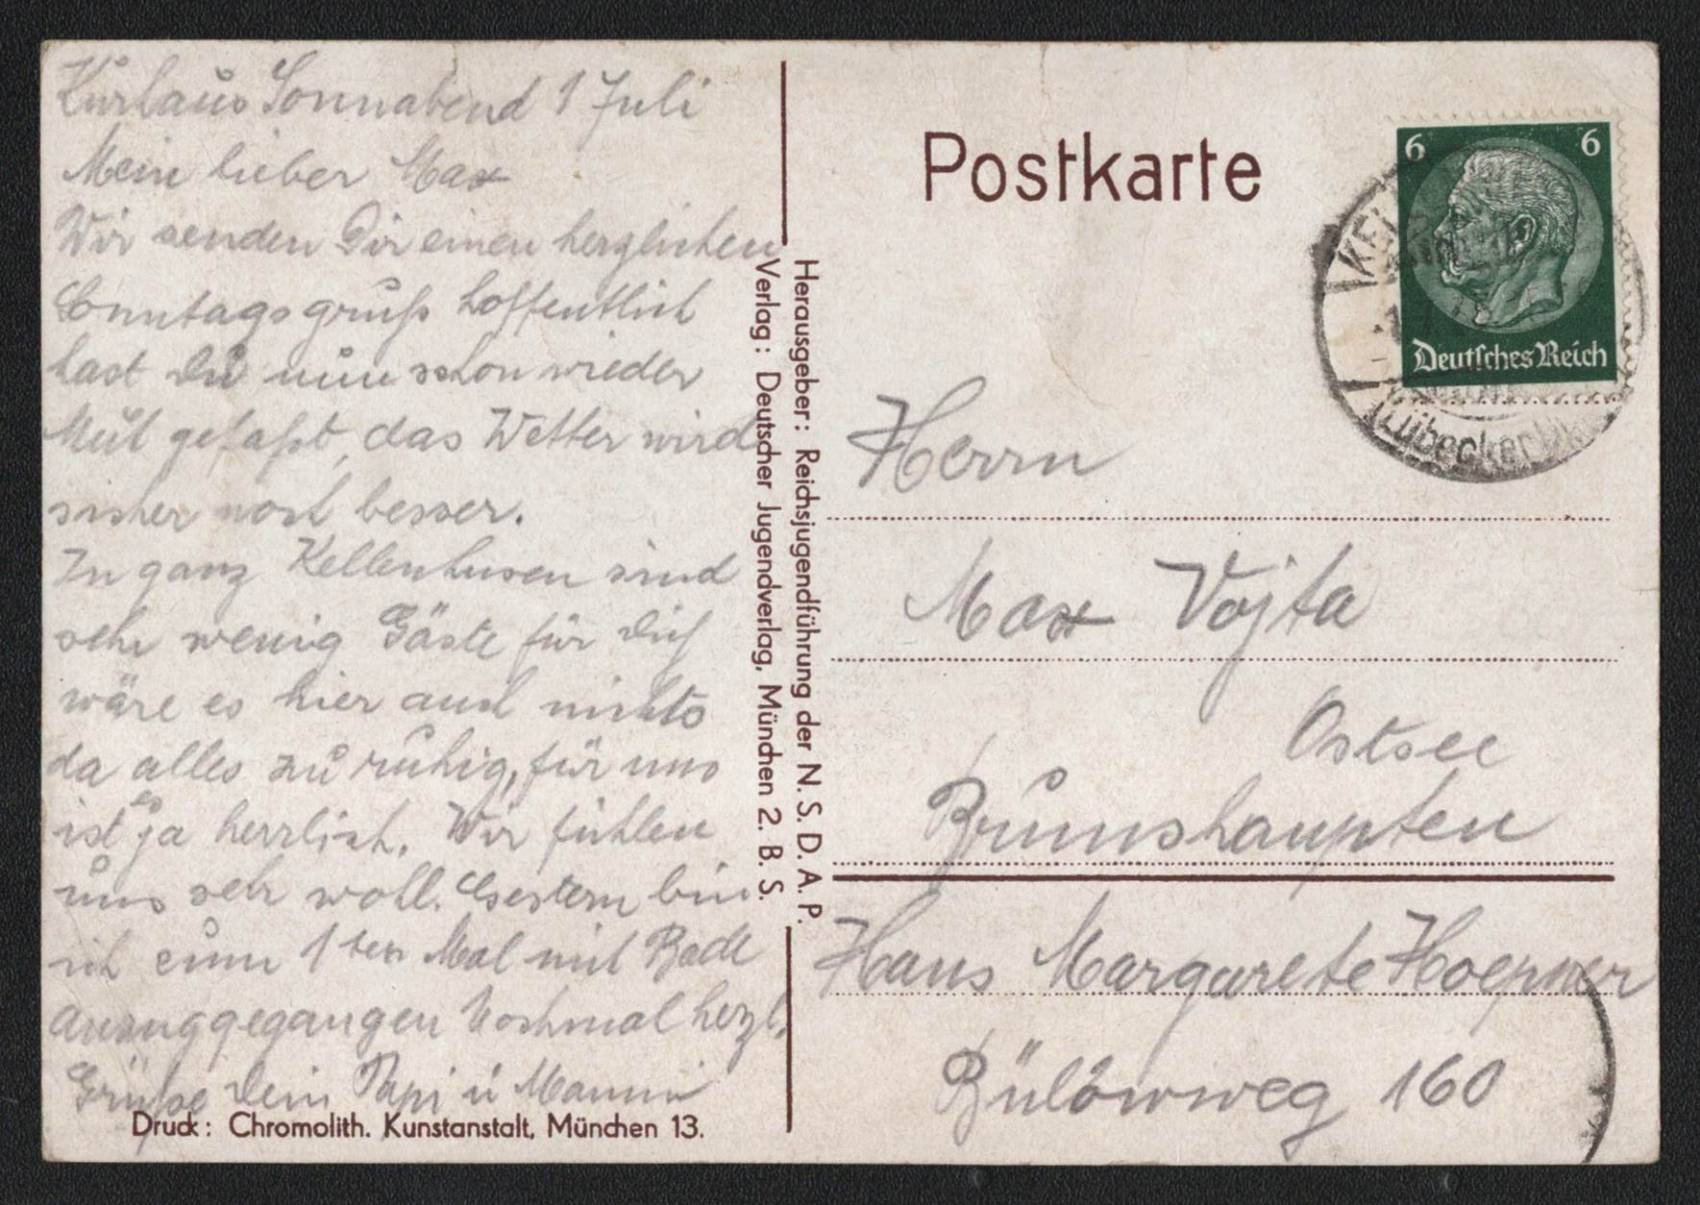 Kurhaus Sonnabend 1 Juli
Mein lieber Max
Wir senden Dir einen herzlichen
Sonntagsgruß hoffentlich
hast Du nun schon wieder
Mut gefaßt, das Wetter wird
sicher noch besser.
In ganz Kellenhusen sind
sehr wenig Gäste für Dich
wäre es hier auch nichts
da alles zu ruhig, für uns
ist es ja herrlich. Wir fühlen
uns sehr wohl. Gestern bin
ich zum 1ten Mal mit Bade
anzug gegangen Nochmal herzl.
Grüße Dein Papi u Mammi
Druck: Chromolith. Kunstanstalt, München 13.
Herausgeber: Reichsjugendführung der N. S. D. A. P.
Verlag: Deutscher Jugendverlag, München 2. B. S.
Postkarte
6 6
Deutsches Reich
Lübecker
Herrn
Max Vojta
Ostsee
Brunshaupten
Haus Margarete Hoepner
Bülowweg 160